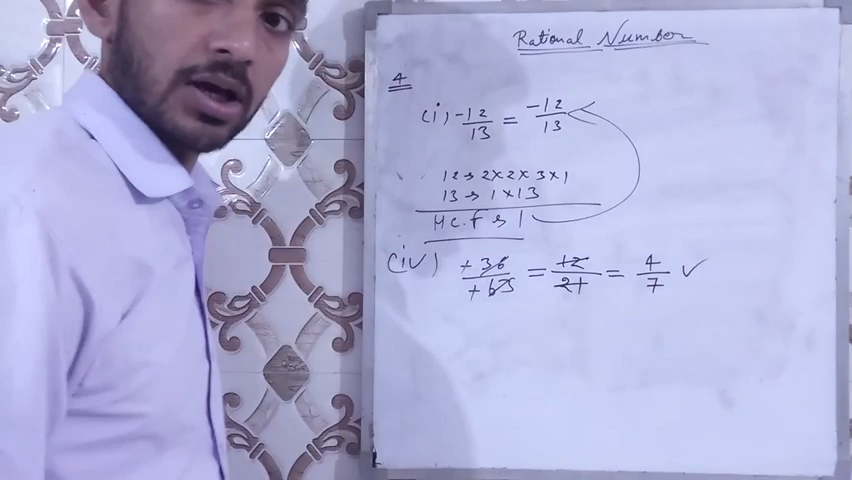 Rational Number
4
(i) -12/13 = -12/13
12 → 2×2×3×1
13 → 1×13
H.C.F → 1
(iv) +36/+63 = 12/21 = 4/7 ✓